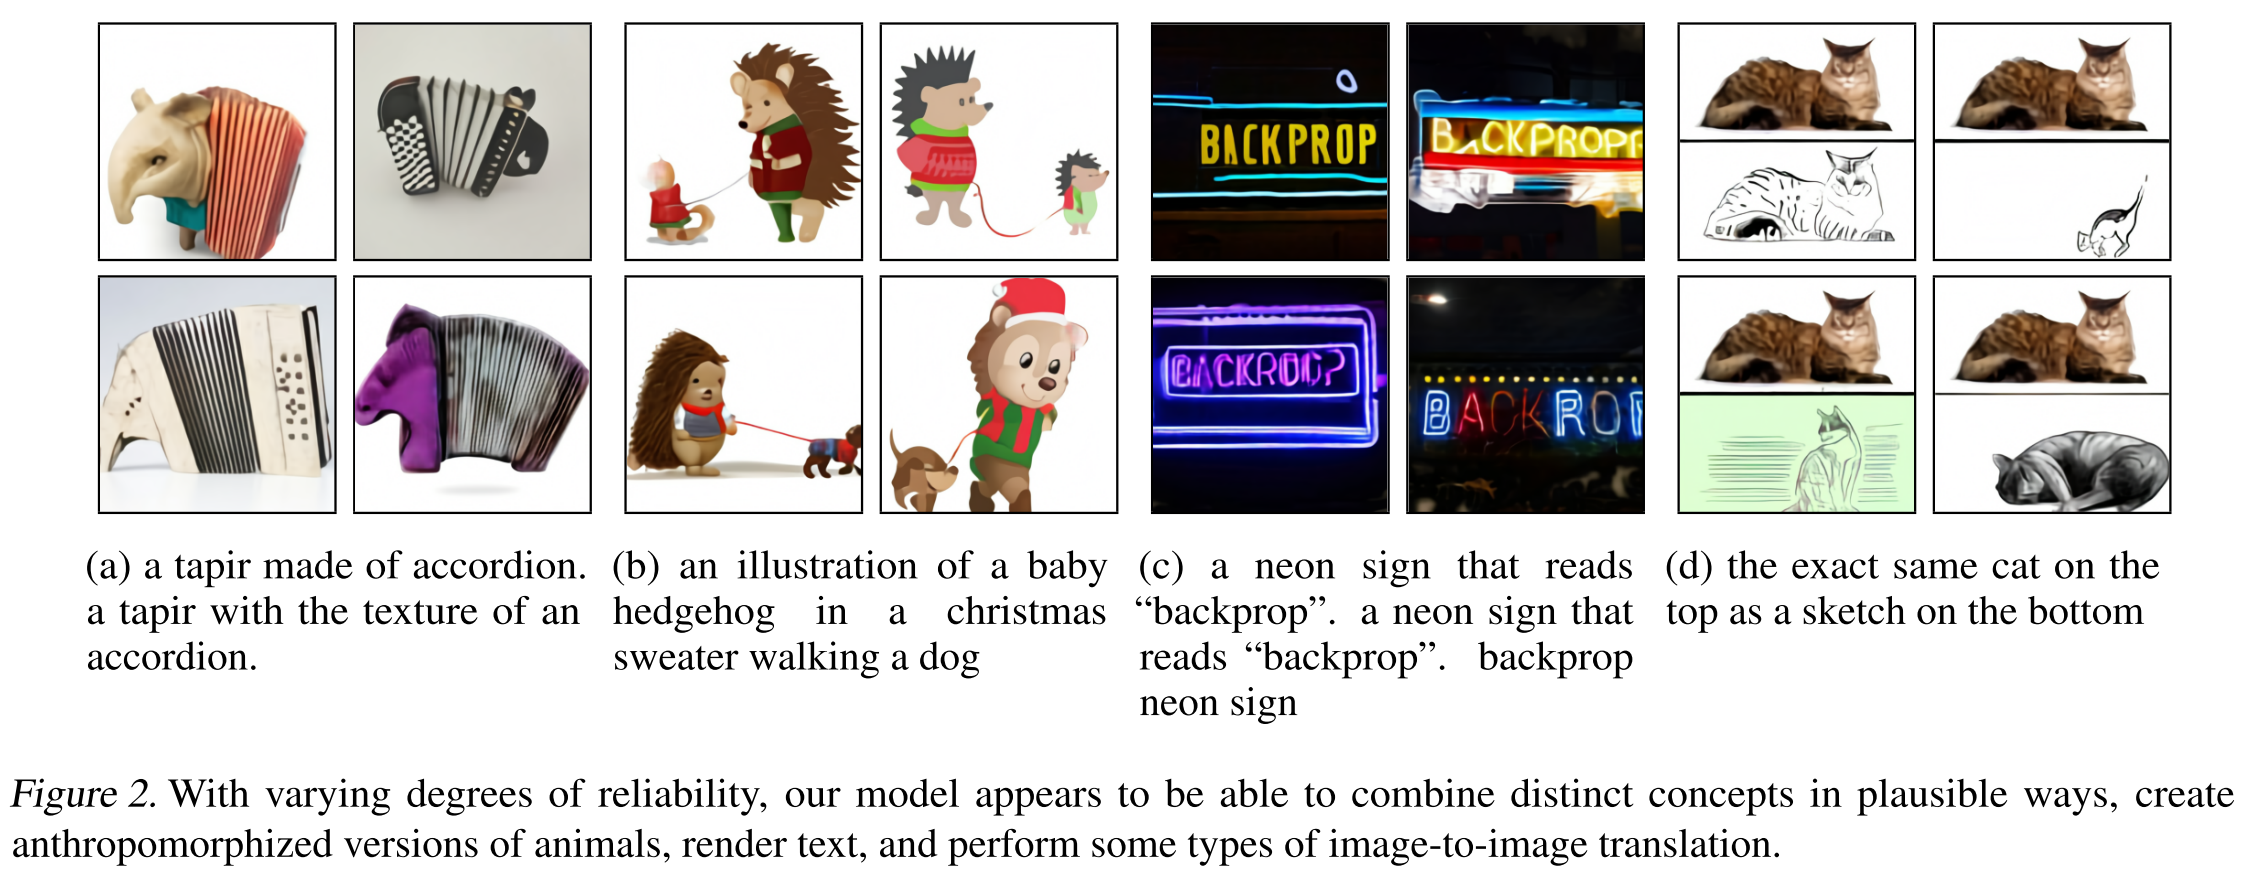 BACKPROP
BACKPROPP
BACKROO?
BACKROP
(a) a tapir made of accordion.
a tapir with the texture of an
accordion.
(b) an illustration of a baby
hedgehog in a christmas
sweater walking a dog
(c) a neon sign that reads
“backprop”. a neon sign that
reads “backprop”. backprop
neon sign
(d) the exact same cat on the
top as a sketch on the bottom
Figure 2. With varying degrees of reliability, our model appears to be able to combine distinct concepts in plausible ways, create
anthropomorphized versions of animals, render text, and perform some types of image-to-image translation.